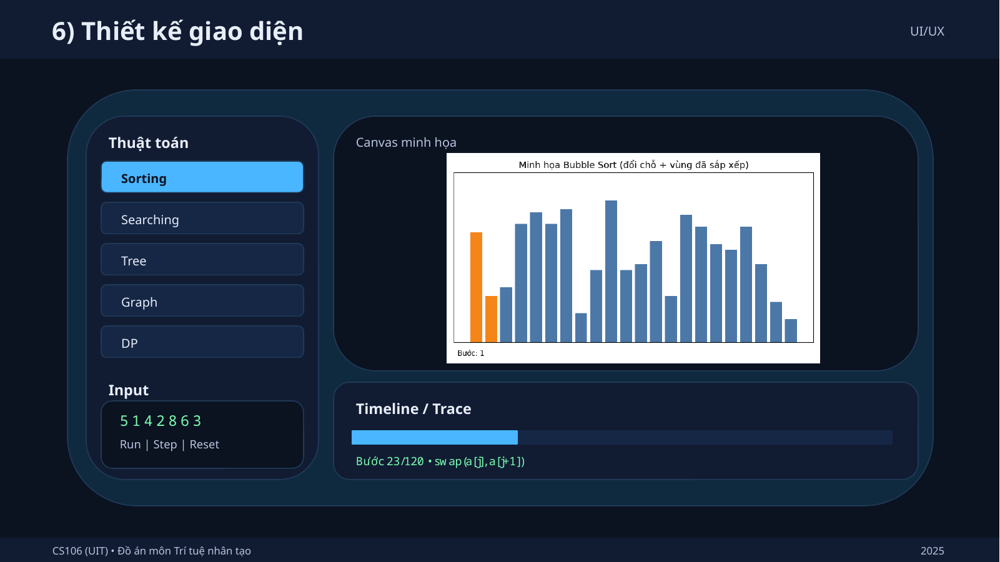 6) Thiết kế giao diện
UI/UX
Thuật toán
Sorting
Searching
Tree
Graph
DP
Input
5 1 4 2 8 6 3
Run | Step | Reset
Canvas minh họa
Minh họa Bubble Sort (đổi chỗ + vùng đã sắp xếp)
Bước: 1
Timeline / Trace
Bước 23/120 • swap(a[j],a[j+1])
CS106 (UIT) • Đồ án môn Trí tuệ nhân tạo
2025